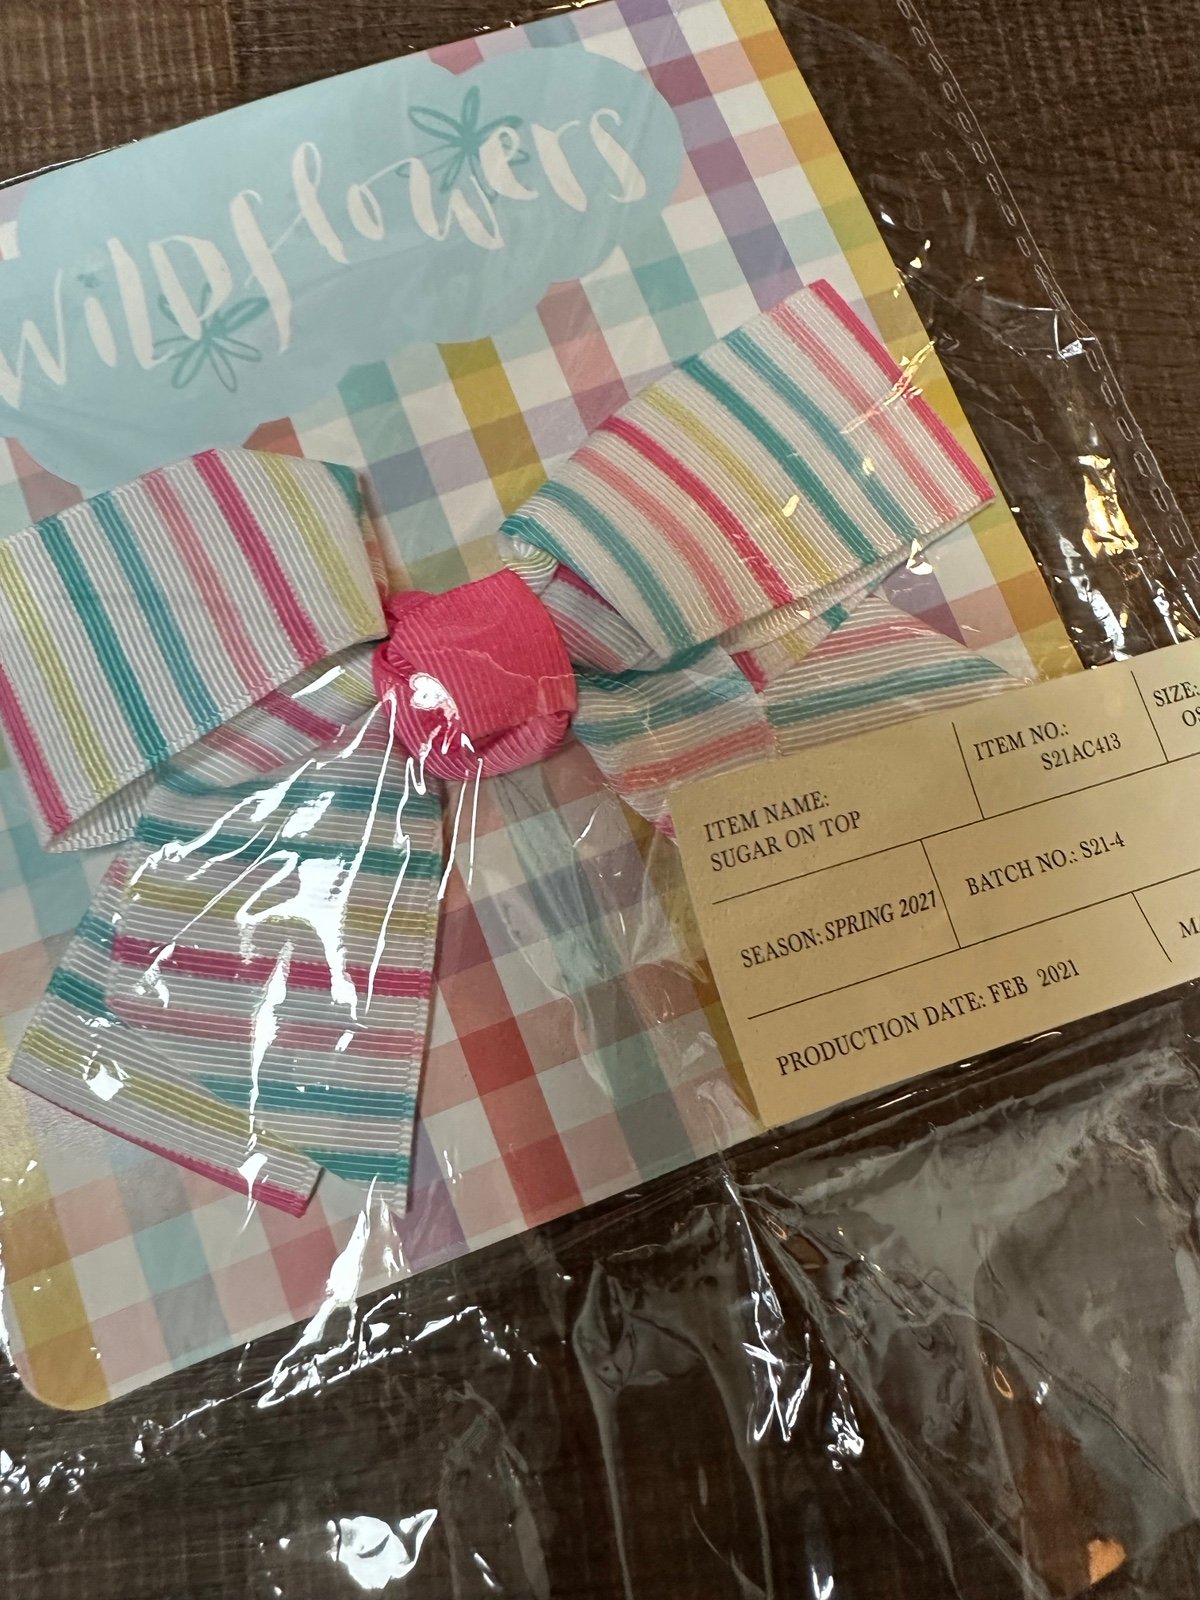 wildflowers
ITEM NAME:
SUGAR ON TOP
ITEM NO.:
S21AC413
SIZE:
SEASON: SPRING 2021
BATCH NO.: S21-4
PRODUCTION DATE: FEB 2021